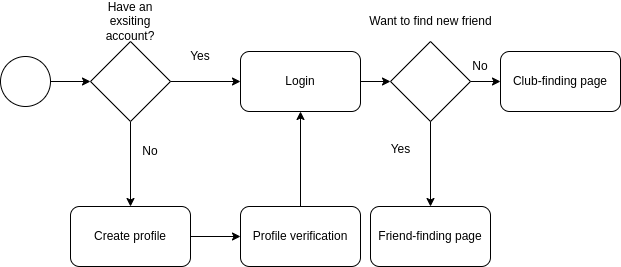 Have an
exsiting
account?
Want to find new friend
Yes
Login
No
Club-finding page
No
Yes
Create profile
Profile verification
Friend-finding page